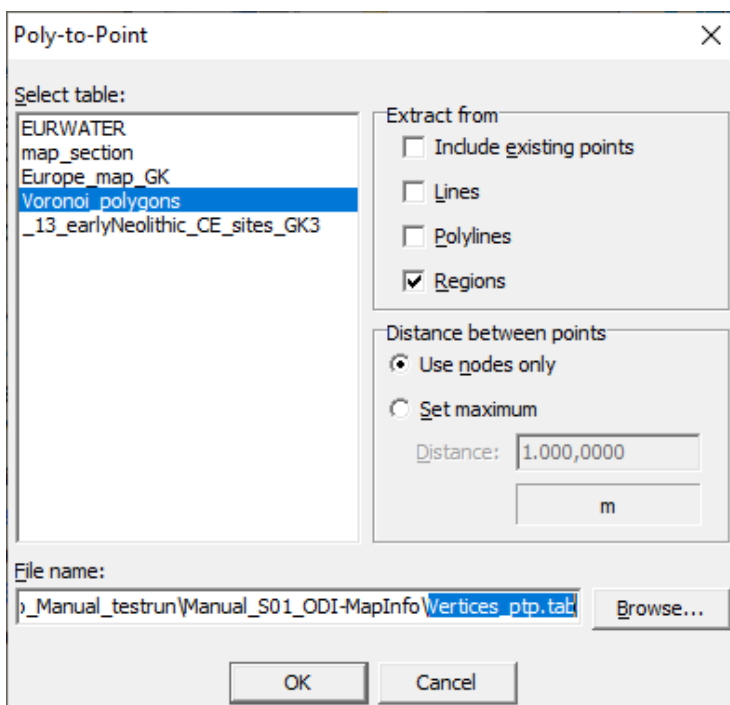 Poly-to-Point
Select table:
EURWATER
map_section
Europe_map_GK
Voronoi_polygons
_13_earlyNeolithic_CE_sites_GK3
Extract from
Include existing points
Lines
Polylines
Regions
Distance between points
Use nodes only
Set maximum
Distance: 1.000,0000
m
File name:
_Manual_testrun\Manual_S01_ODI-MapInfo\Vertices_ptp.tab
Browse...
OK Cancel